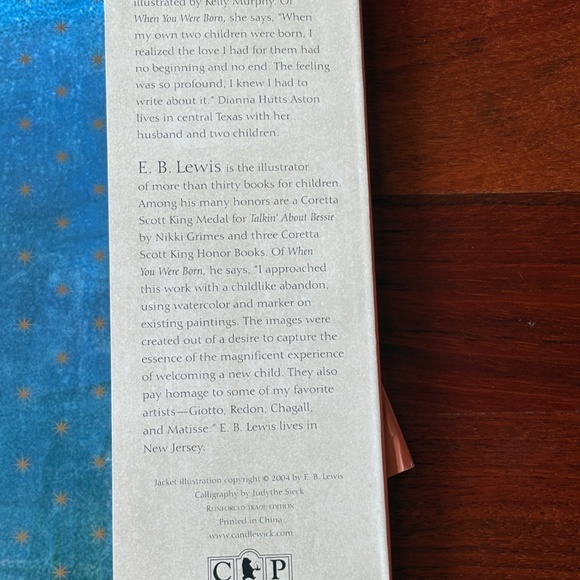 illustrated by Kelly Murphy. Of
When You Were Born, she says, "When
my own two children were born, I
realized the love I had for them had
no beginning and no end. The feeling
was so profound, I knew I had to
write about it." Dianna Hutts Aston
lives in central Texas with her
husband and two children.
E. B. Lewis is the illustrator
of more than thirty books for children.
Among his many honors are a Coretta
Scott King Medal for Talkin' About Bessie
by Nikki Grimes and three Coretta
Scott King Honor Books. Of When
You Were Born, he says, "I approached
this work with a childlike abandon,
using watercolor and marker on
existing paintings. The images were
created out of a desire to capture the
essence of the magnificent experience
of welcoming a new child. They also
pay homage to some of my favorite
artists—Giotto, Redon, Chagall,
and Matisse." E. B. Lewis lives in
New Jersey.
Jacket illustration copyright © 2004 by E. B. Lewis
Calligraphy by Judythe Sieck
REINFORCED TRADE EDITION
Printed in China
www.candlewick.com
C P